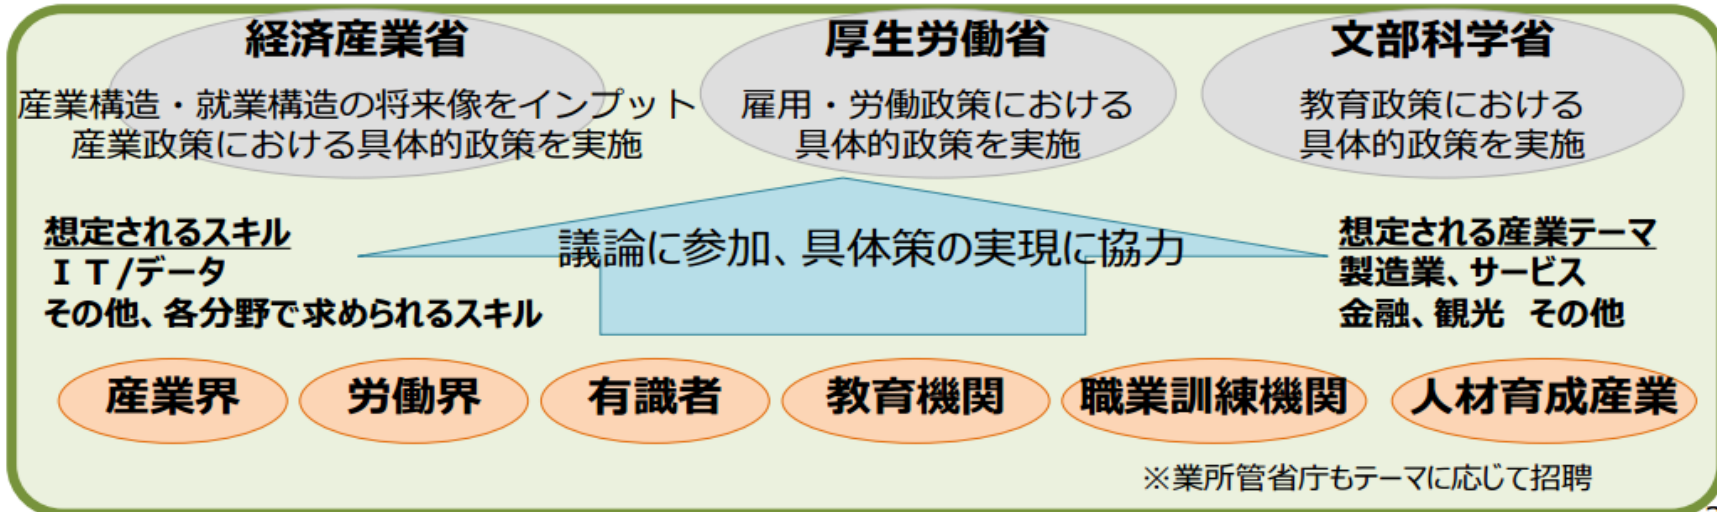 経済産業省
産業構造・就業構造の将来像をインプット
産業政策における具体的政策を実施
厚生労働省
雇用・労働政策における
具体的政策を実施
文部科学省
教育政策における
具体的政策を実施
想定されるスキル
ＩＴ/データ
その他、各分野で求められるスキル
議論に参加、具体策の実現に協力
想定される産業テーマ
製造業、サービス
金融、観光　その他
産業界
労働界
有識者
教育機関
職業訓練機関
人材育成産業
※業所管省庁もテーマに応じて招聘